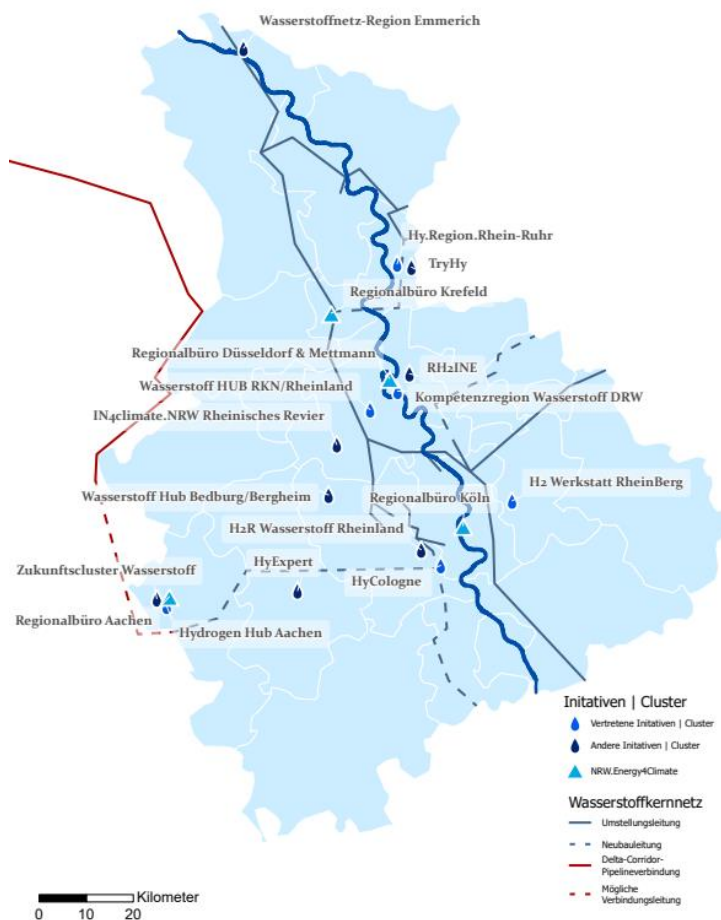 Wasserstoffnetz-Region Emmerich
Hy.Region.Rhein-Ruhr
TryHy
Regionalbüro Krefeld
Regionalbüro Düsseldorf & Mettmann
RH2INE
Wasserstoff HUB RKN/Rheinland
Kompetenzregion Wasserstoff DRW
IN4climate.NRW Rheinisches Revier
H2 Werkstatt RheinBerg
Wasserstoff Hub Bedburg/Bergheim
Regionalbüro Köln
H2R Wasserstoff Rheinland
HyExpert
Zukunftscluster Wasserstoff
HyCologne
Regionalbüro Aachen
Hydrogen Hub Aachen
Initativen | Cluster
Vertretene Initativen | Cluster
Andere Initativen | Cluster
NRW.Energy4Climate
Wasserstoffkernnetz
Umstellungsleitung
Neubauleitung
Delta-Corridor-
Pipelineverbindung
Mögliche
Verbindungsleitung
Kilometer
0 10 20